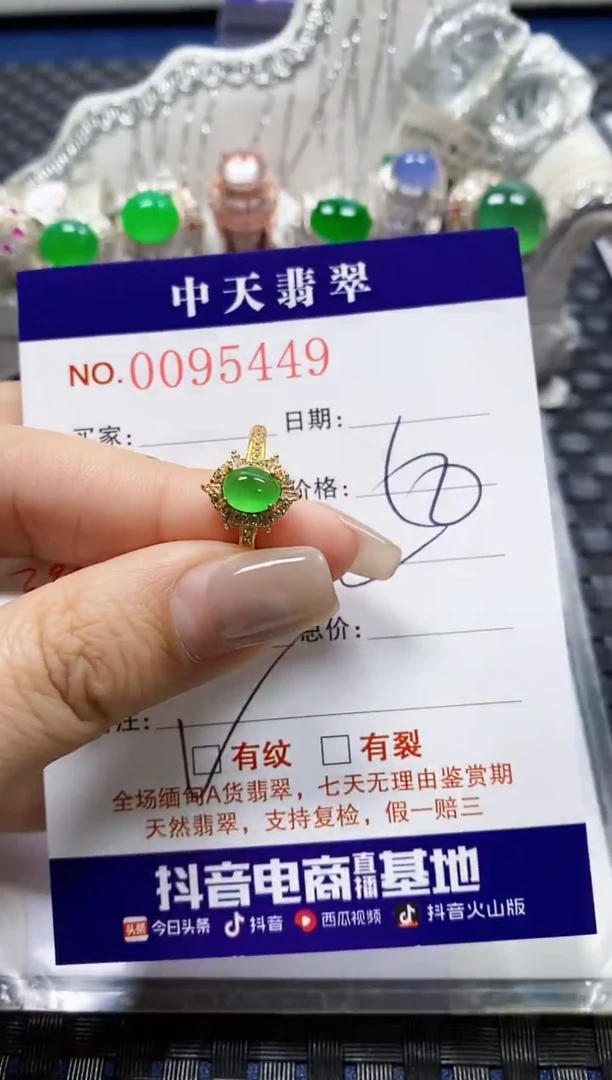 中天翡翠
NO.0095449
买家:
日期:
价格:
总价:
注:
有纹 有裂
全场缅甸A货翡翠，七天无理由鉴赏期
天然翡翠，支持复检，假一赔三
抖音电商直播基地
头条 今日头条 抖音 西瓜视频 抖音火山版